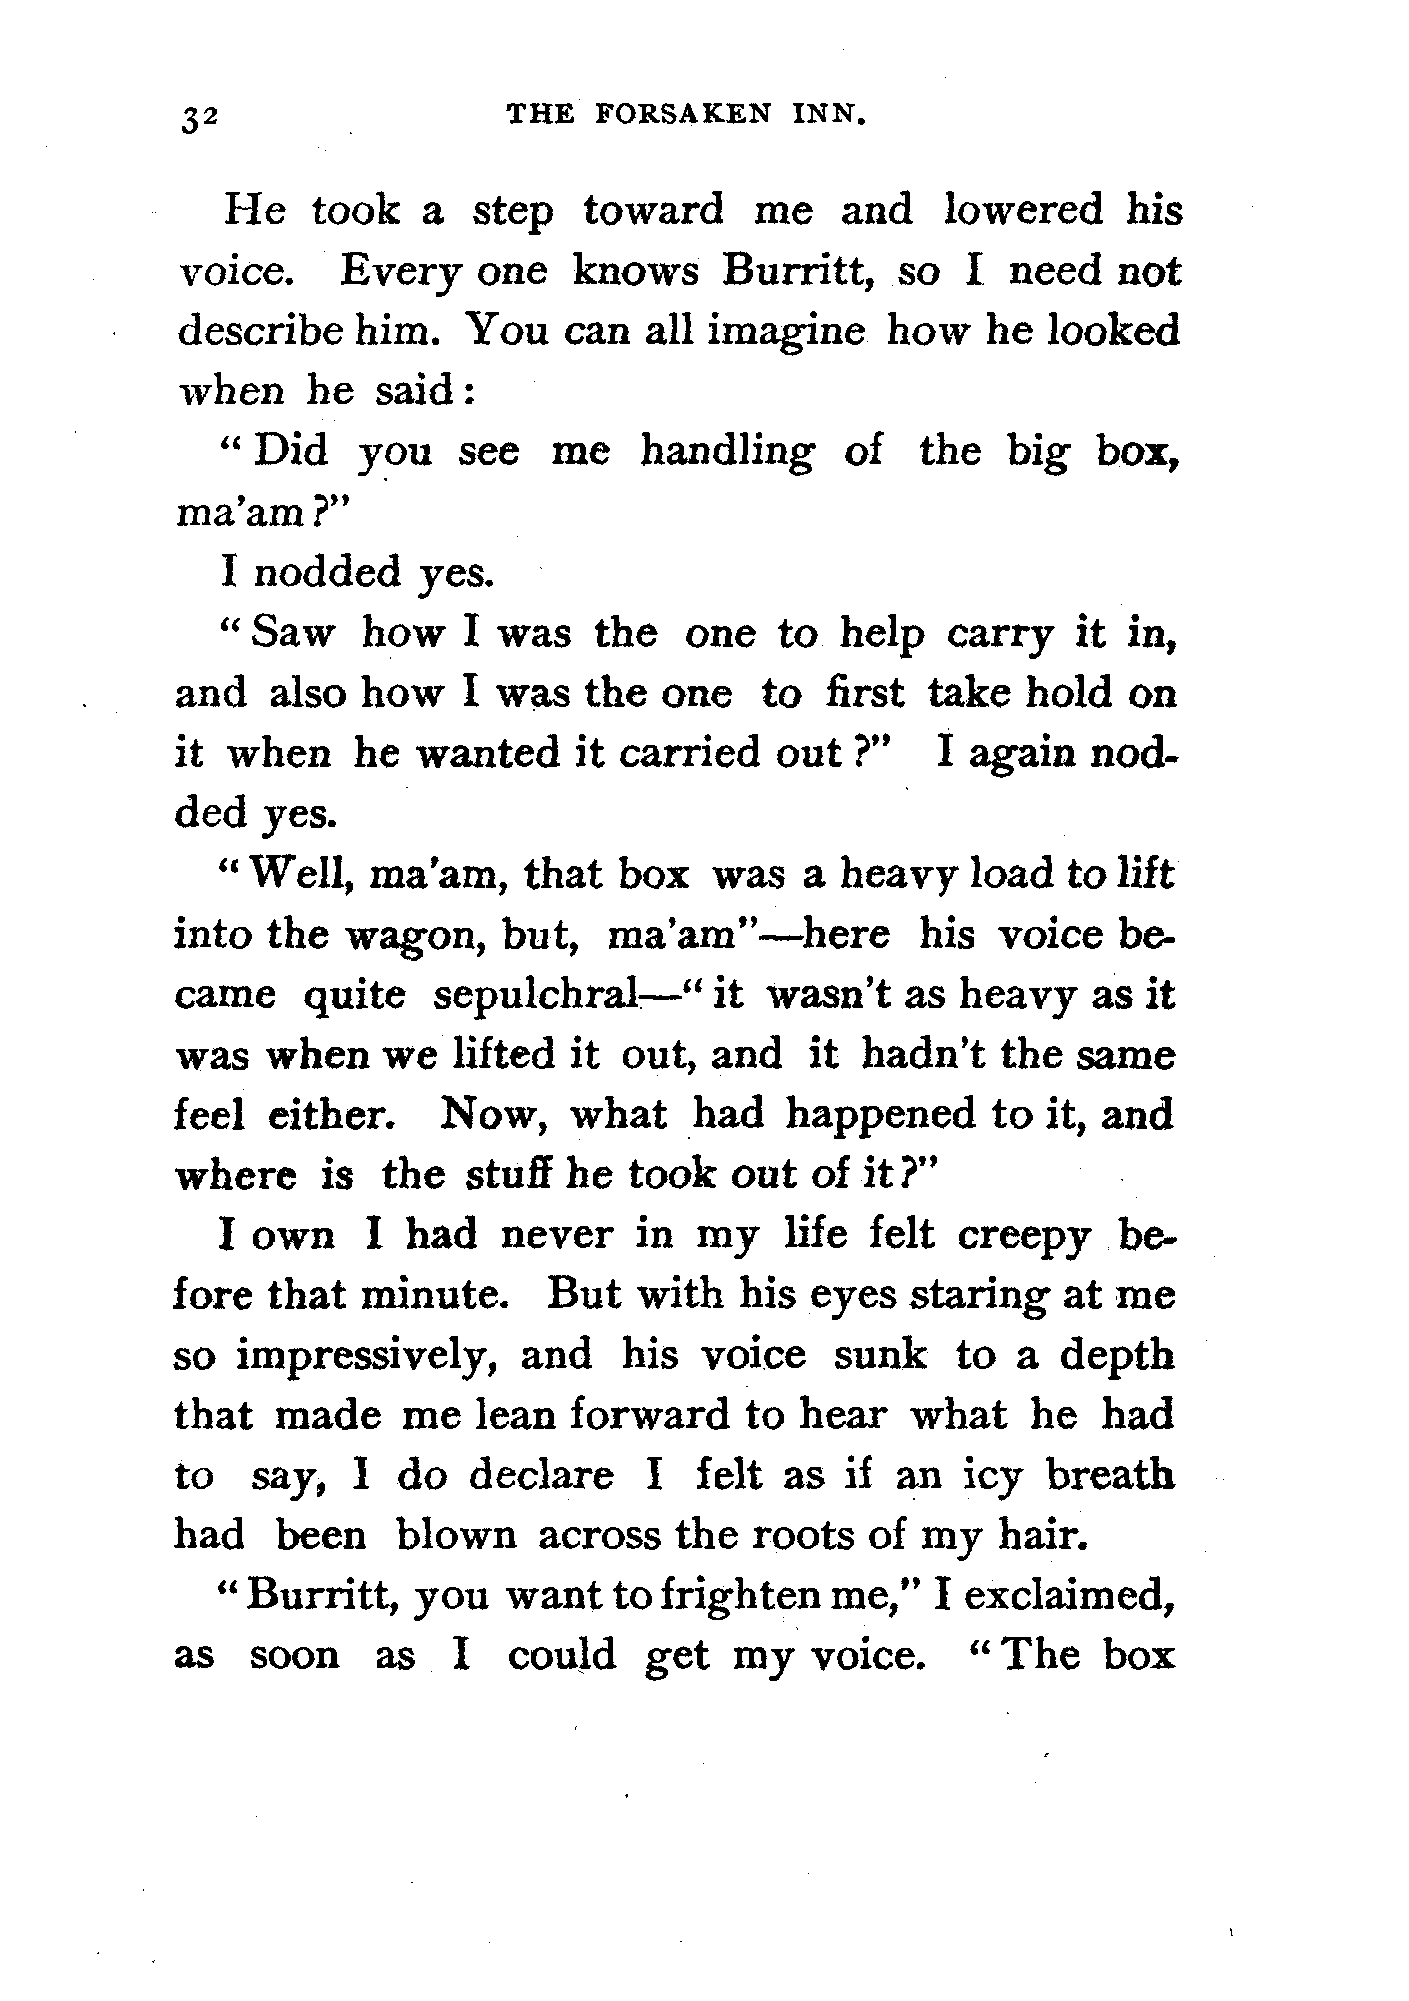 32 THE FORSAKEN INN.
He took a step toward me and lowered his
voice. Every one knows Burritt, so I need not
describe him. You can all imagine how he looked
when he said :
“ Did you see me handling of the big box,
ma’am ?”
I nodded yes.
“ Saw how I was the one to help carry it in,
and also how I was the one to first take hold on
it when he wanted it carried out ?” I again nod-
ded yes.
“ Well, ma’am, that box was a heavy load to lift
into the wagon, but, ma’am”—here his voice be-
came quite sepulchral—“ it wasn’t as heavy as it
was when we lifted it out, and it hadn’t the same
feel either. Now, what had happened to it, and
where is the stuff he took out of it ?”
I own I had never in my life felt creepy be-
fore that minute. But with his eyes staring at me
so impressively, and his voice sunk to a depth
that made me lean forward to hear what he had
to say, I do declare I felt as if an icy breath
had been blown across the roots of my hair.
“ Burritt, you want to frighten me,” I exclaimed,
as soon as I could get my voice. “ The box